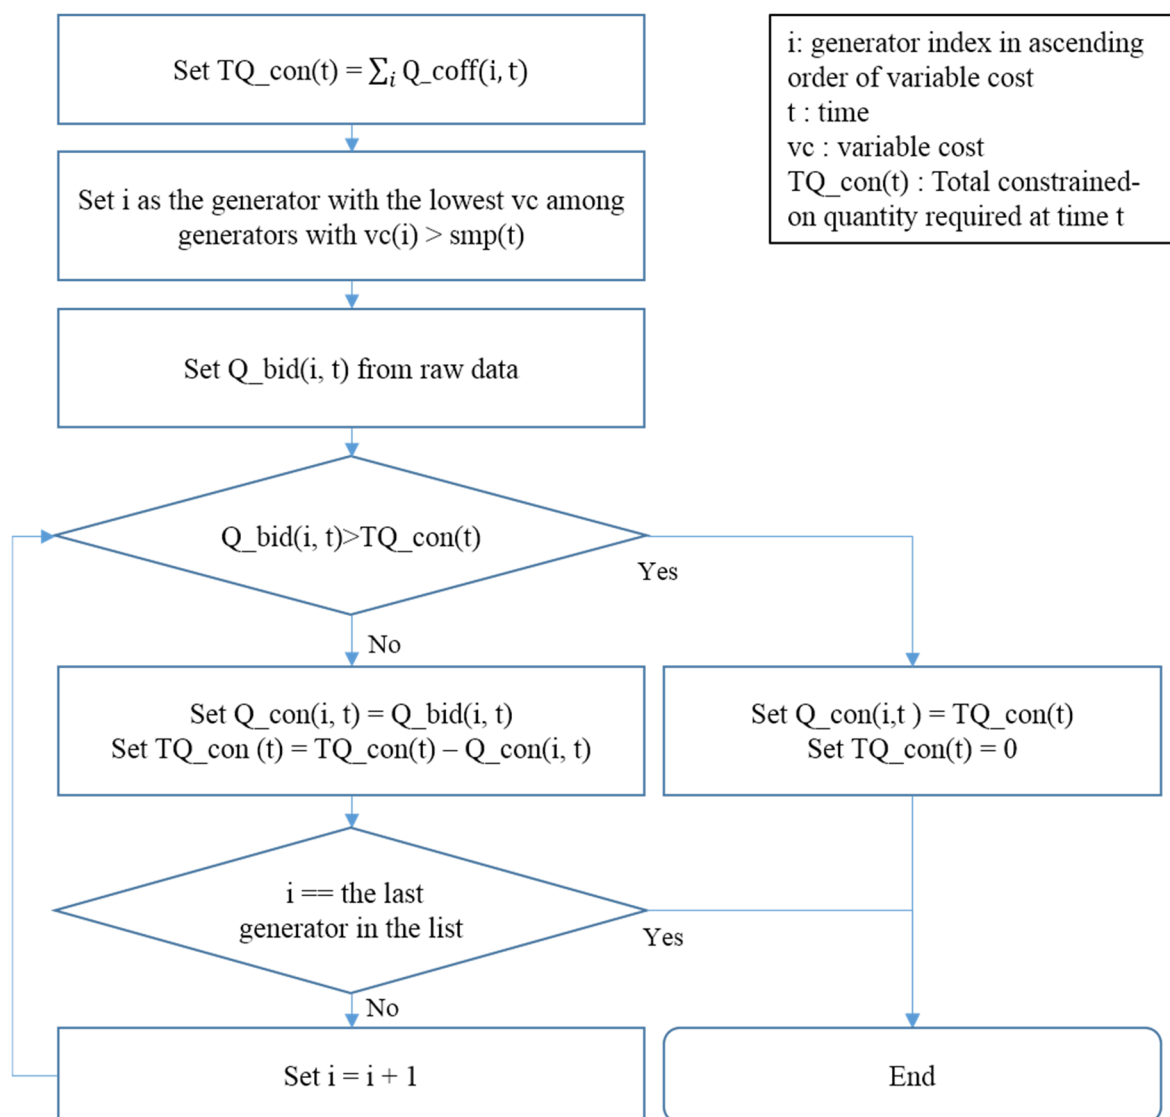 Set TQ_con(t) = ∑ᵢ Q_coff(i, t)
i: generator index in ascending
order of variable cost
t : time
vc : variable cost
TQ_con(t) : Total constrained-
on quantity required at time t
Set i as the generator with the lowest vc among
generators with vc(i) > smp(t)
Set Q_bid(i, t) from raw data
Q_bid(i, t)>TQ_con(t)
Yes
No
Set Q_con(i, t) = Q_bid(i, t)
Set TQ_con (t) = TQ_con(t) – Q_con(i, t)
Set Q_con(i,t ) = TQ_con(t)
Set TQ_con(t) = 0
i == the last
generator in the list
Yes
No
Set i = i + 1
End